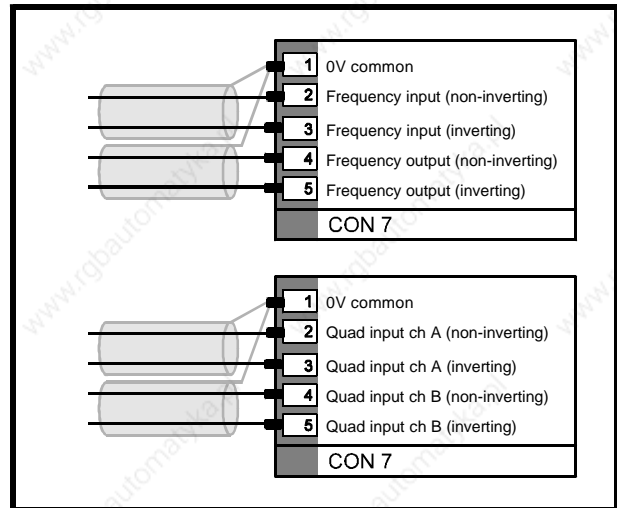 1 0V common
2 Frequency input (non-inverting)
3 Frequency input (inverting)
4 Frequency output (non-inverting)
5 Frequency output (inverting)
CON 7
1 0V common
2 Quad input ch A (non-inverting)
3 Quad input ch A (inverting)
4 Quad input ch B (non-inverting)
5 Quad input ch B (inverting)
CON 7